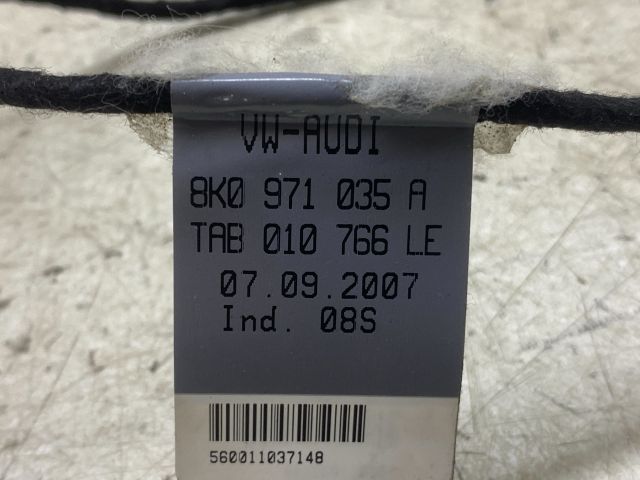 VW-AUDI
8K0 971 035 A
TAB 010 766 LE
07.09.2007
Ind. 08S
560011037148